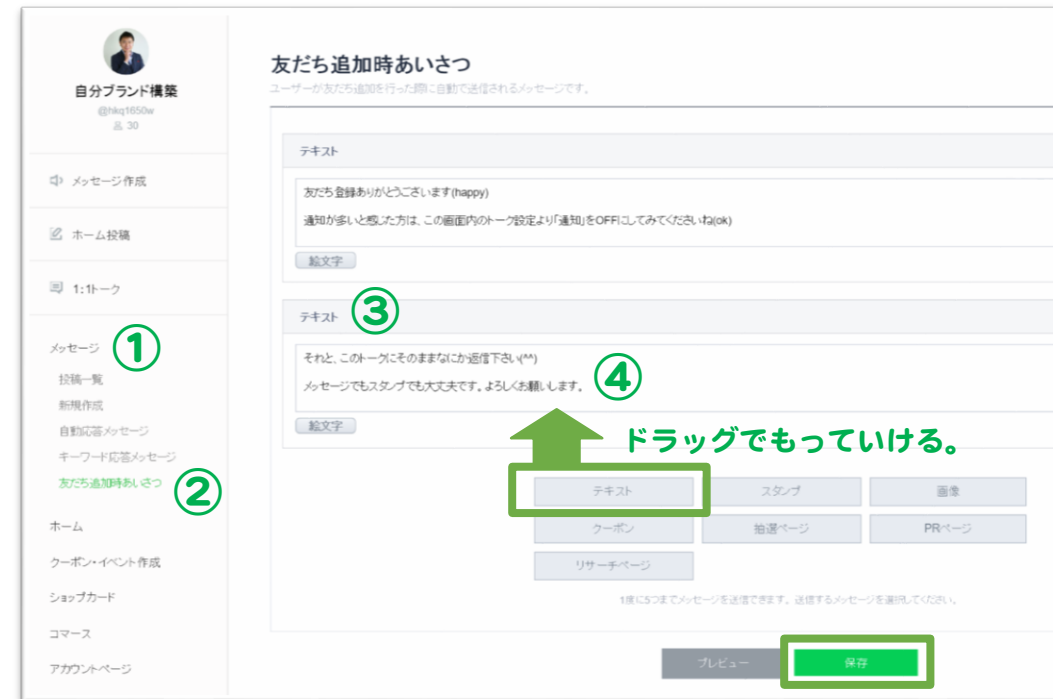 自分ブランド構築
@hkq1650w
30
メッセージ作成
ホーム投稿
1:1トーク
メッセージ
①
投稿一覧
新規作成
自動応答メッセージ
キーワード応答メッセージ
友だち追加時あいさつ
②
ホーム
クーポン・イベント作成
ショップカード
コマース
アカウントページ
友だち追加時あいさつ
ユーザーが友だち追加を行った際に自動で送信されるメッセージです。
テキスト
友だち登録ありがとうございます(happy)
通知が多いと感じた方は、この画面内のトーク設定より「通知」をOFFにしてみてくださいね(ok)
絵文字
テキスト
③
それと、このトークにそのままなにか返信下さい(^^)
メッセージでもスタンプでも大丈夫です。よろしくお願いします。
④
絵文字
ドラッグでもっていける。
テキスト スタンプ 画像
クーポン 抽選ページ PRページ
リサーチページ
1度に5つまでメッセージを送信できます。送信するメッセージを選択してください。
プレビュー 保存